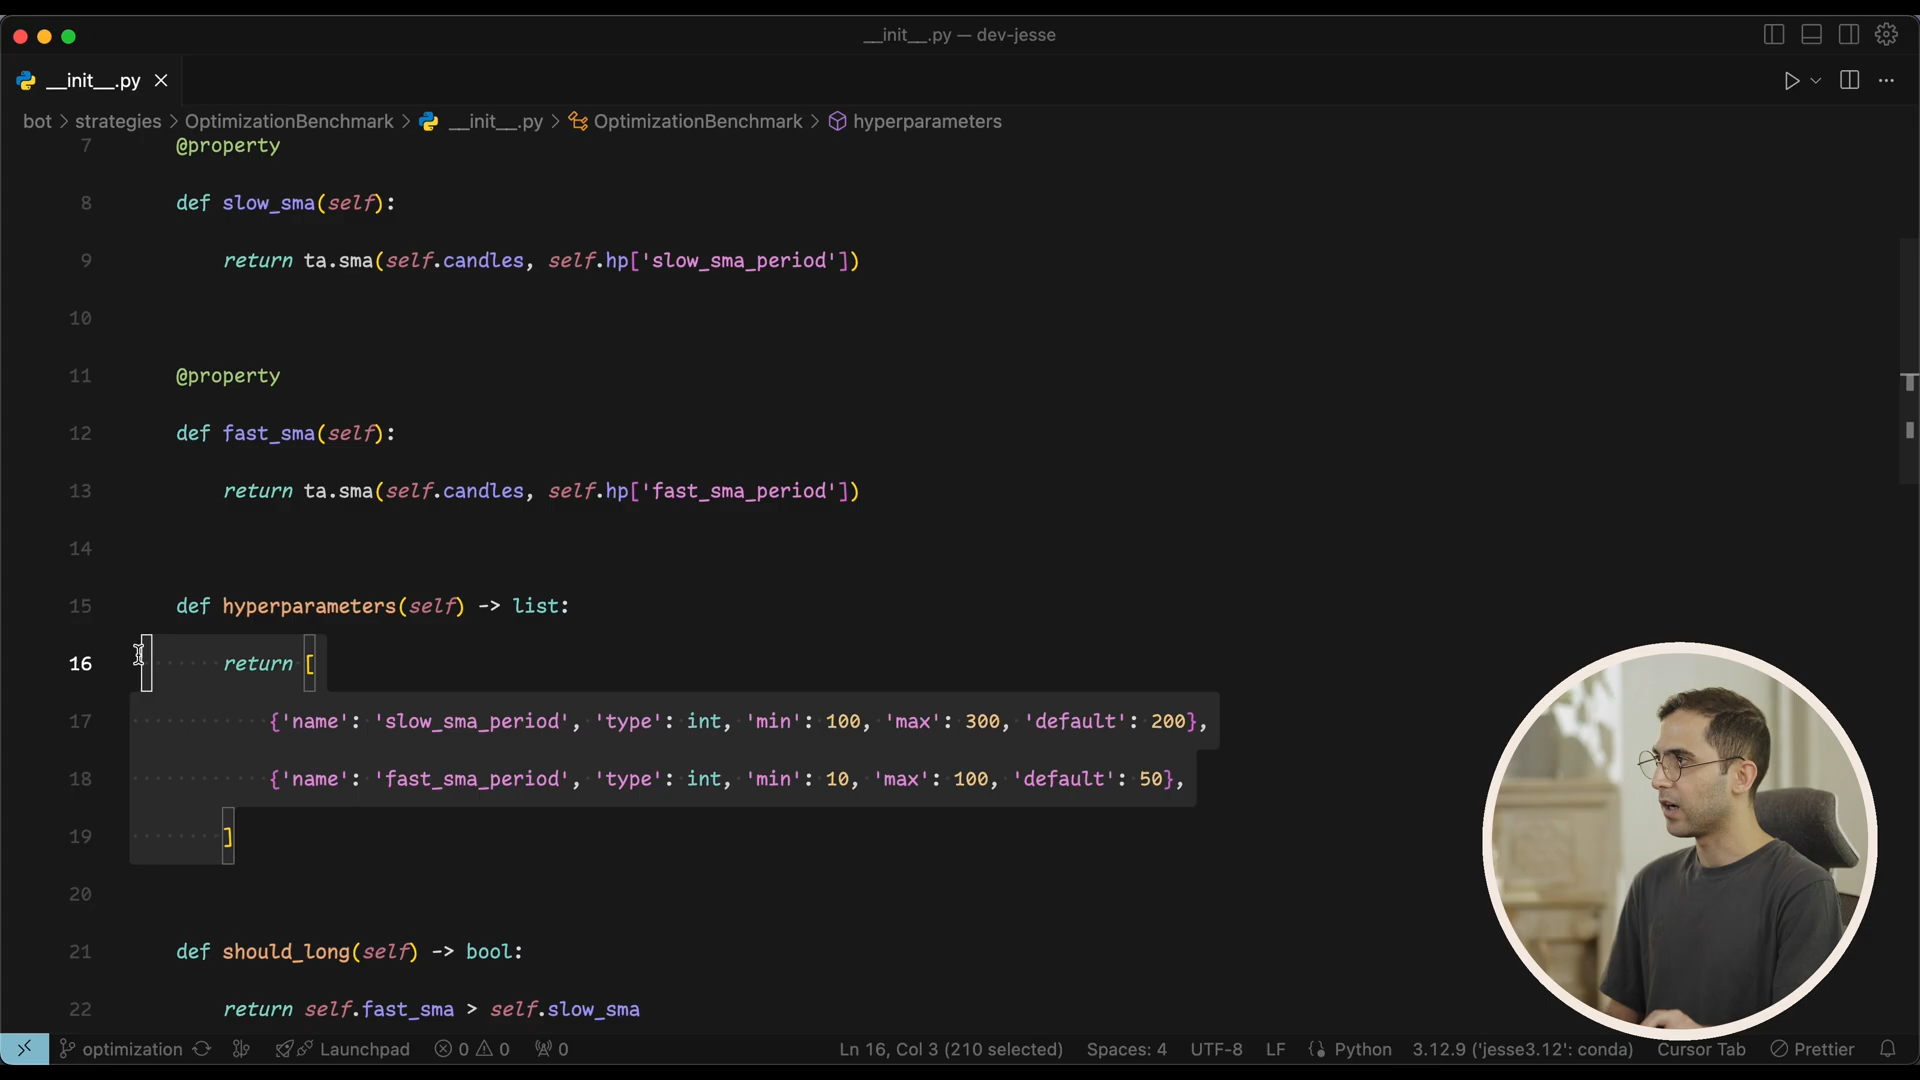 __init__.py — dev-jesse
__init__.py
bot > strategies > OptimizationBenchmark > __init__.py > OptimizationBenchmark > hyperparameters
7 @property
8 def slow_sma(self):
9 return ta.sma(self.candles, self.hp['slow_sma_period'])
10
11 @property
12 def fast_sma(self):
13 return ta.sma(self.candles, self.hp['fast_sma_period'])
14
15 def hyperparameters(self) -> list:
16 return [
17 {'name': 'slow_sma_period', 'type': int, 'min': 100, 'max': 300, 'default': 200},
18 {'name': 'fast_sma_period', 'type': int, 'min': 10, 'max': 100, 'default': 50},
19 ]
20
21 def should_long(self) -> bool:
22 return self.fast_sma > self.slow_sma
optimization Launchpad 0 0 0 Ln 16, Col 3 (210 selected) Spaces: 4 UTF-8 LF Python 3.12.9 ('jesse3.12': conda) Cursor Tab Prettier